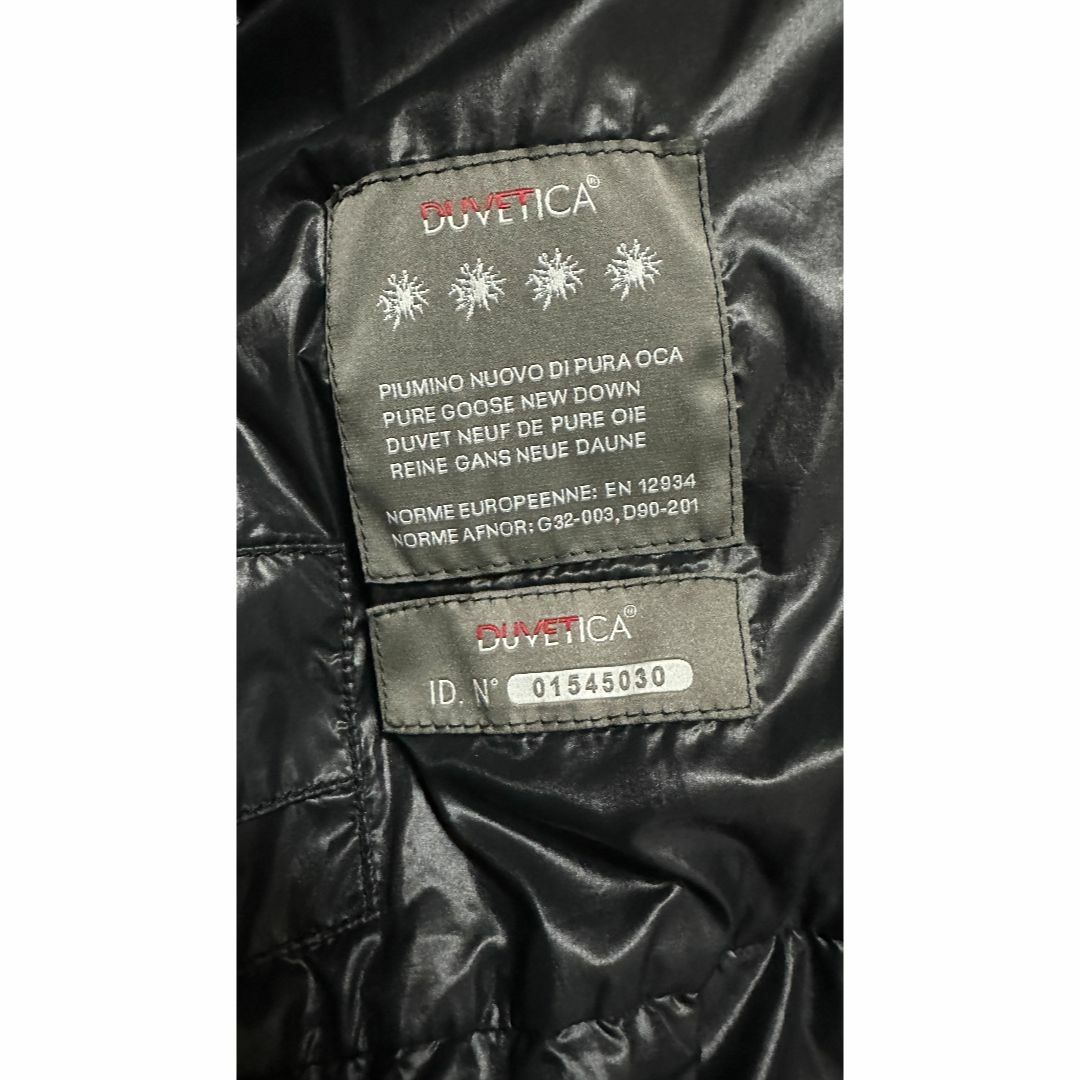 DUVETICA®
PIUMINO NUOVO DI PURA OCA
PURE GOOSE NEW DOWN
DUVET NEUF DE PURE OIE
REINE GANS NEUE DAUNE
NORME EUROPEENNE: EN 12934
NORME AFNOR: G32-003, D90-201
DUVETICA®
ID. N° 01545030